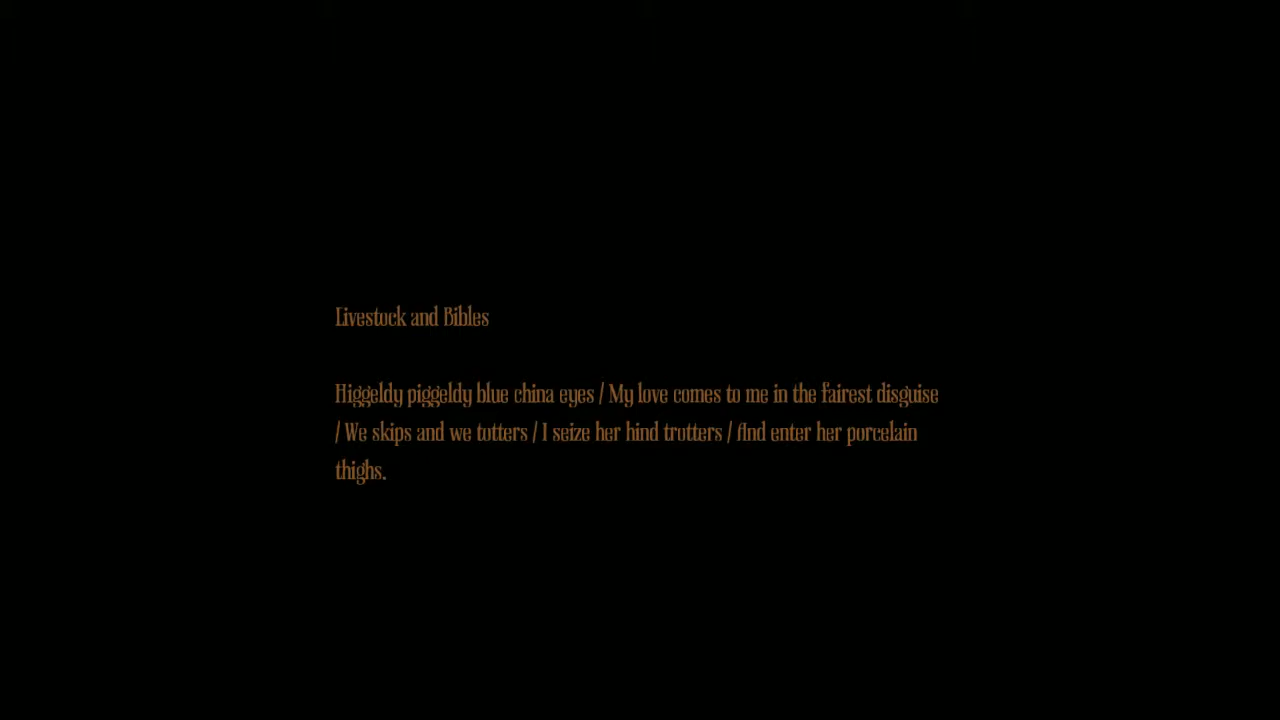 Livestock and Bibles
Higgeldy piggeldy blue china eyes / My love comes to me in the fairest disguise
/ We skips and we totters / I seize her hind trotters / And enter her porcelain
thighs.